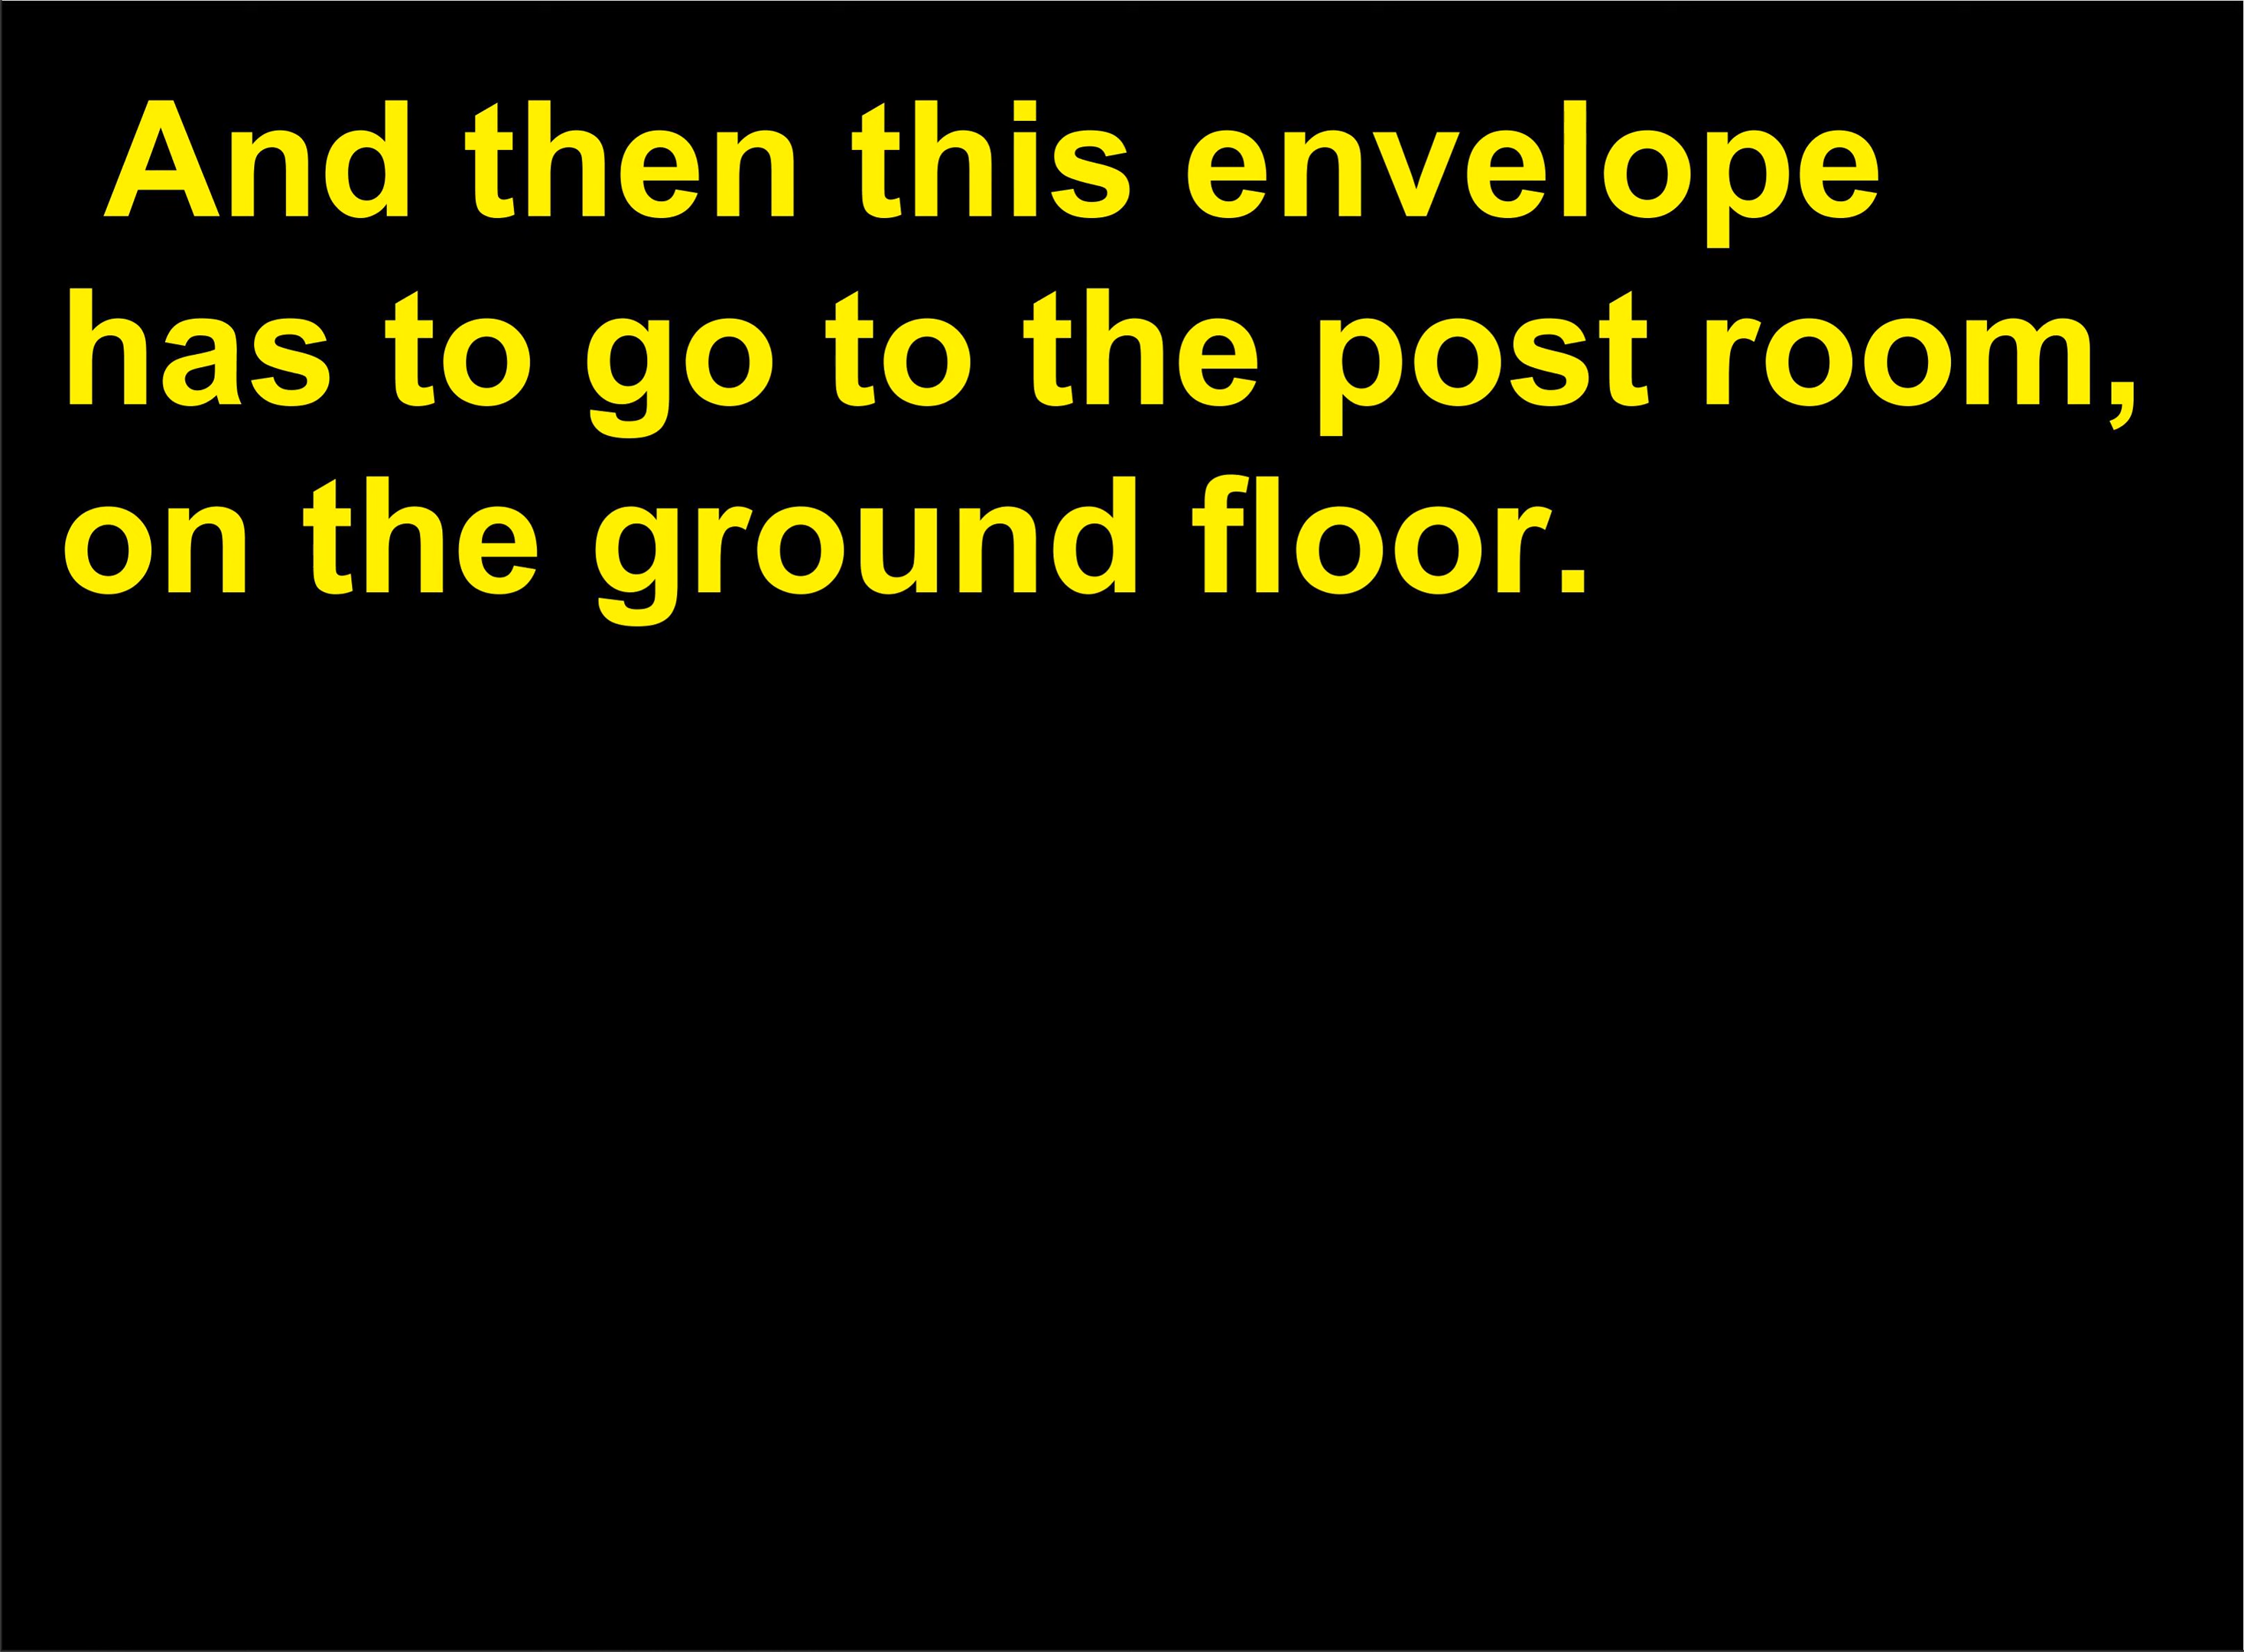 And then this envelope
has to go to the post room,
on the ground floor.